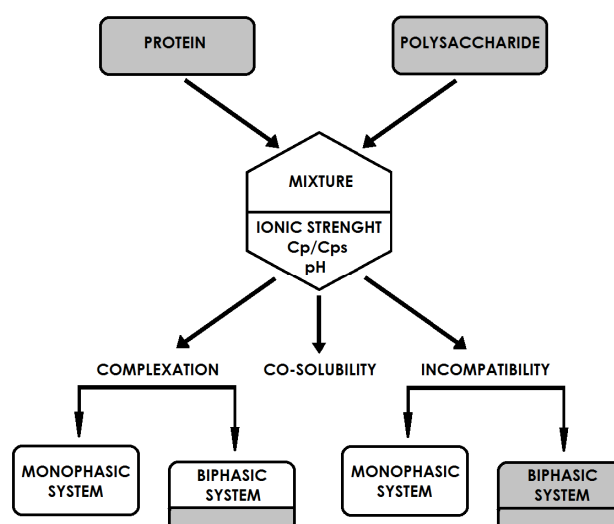 PROTEIN
POLYSACCHARIDE
MIXTURE
IONIC STRENGHT
Cp/Cps
pH
COMPLEXATION
CO-SOLUBILITY
INCOMPATIBILITY
MONOPHASIC
SYSTEM
BIPHASIC
SYSTEM
MONOPHASIC
SYSTEM
BIPHASIC
SYSTEM